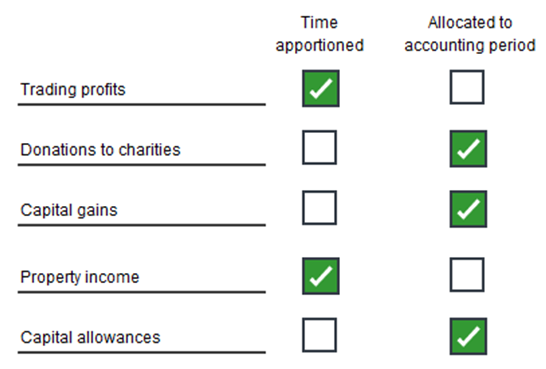 Time
apportioned
Allocated to
accounting period
Trading profits
Donations to charities
Capital gains
Property income
Capital allowances